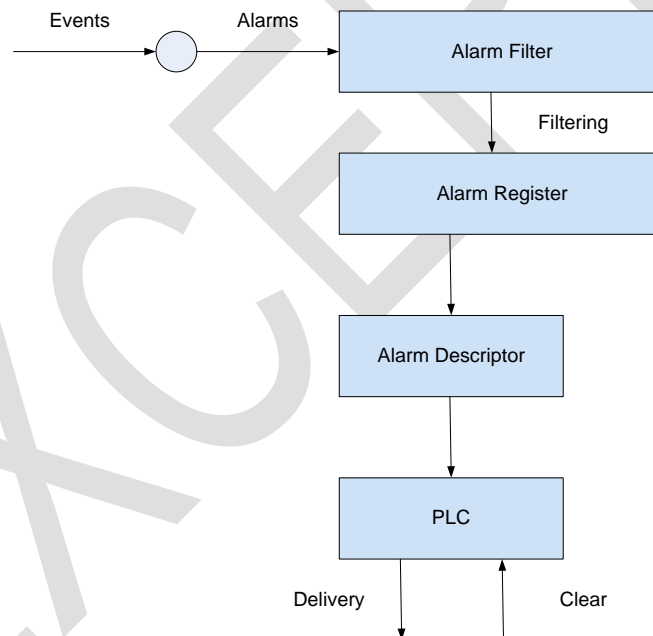 Events
Alarms
Alarm Filter
Filtering
Alarm Register
Alarm Descriptor
PLC
Delivery
Clear